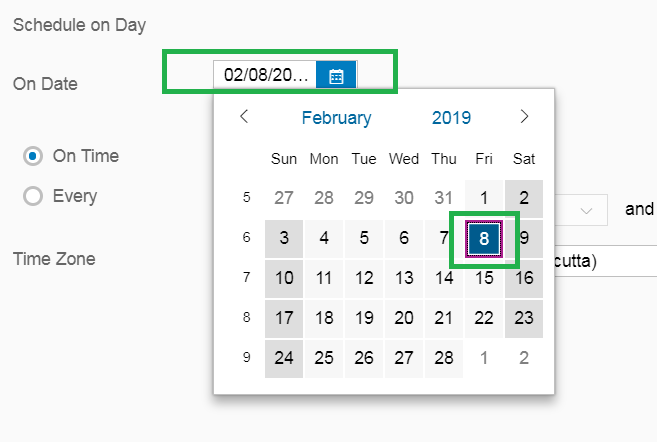 Schedule on Day
On Date
02/08/20...
February 2019
Sun Mon Tue Wed Thu Fri Sat
5 27 28 29 30 31 1 2
6 3 4 5 6 7 8 9
7 10 11 12 13 14 15 16
8 17 18 19 20 21 22 23
9 24 25 26 27 28 1 2
On Time
Every
and
Time Zone
cutta)